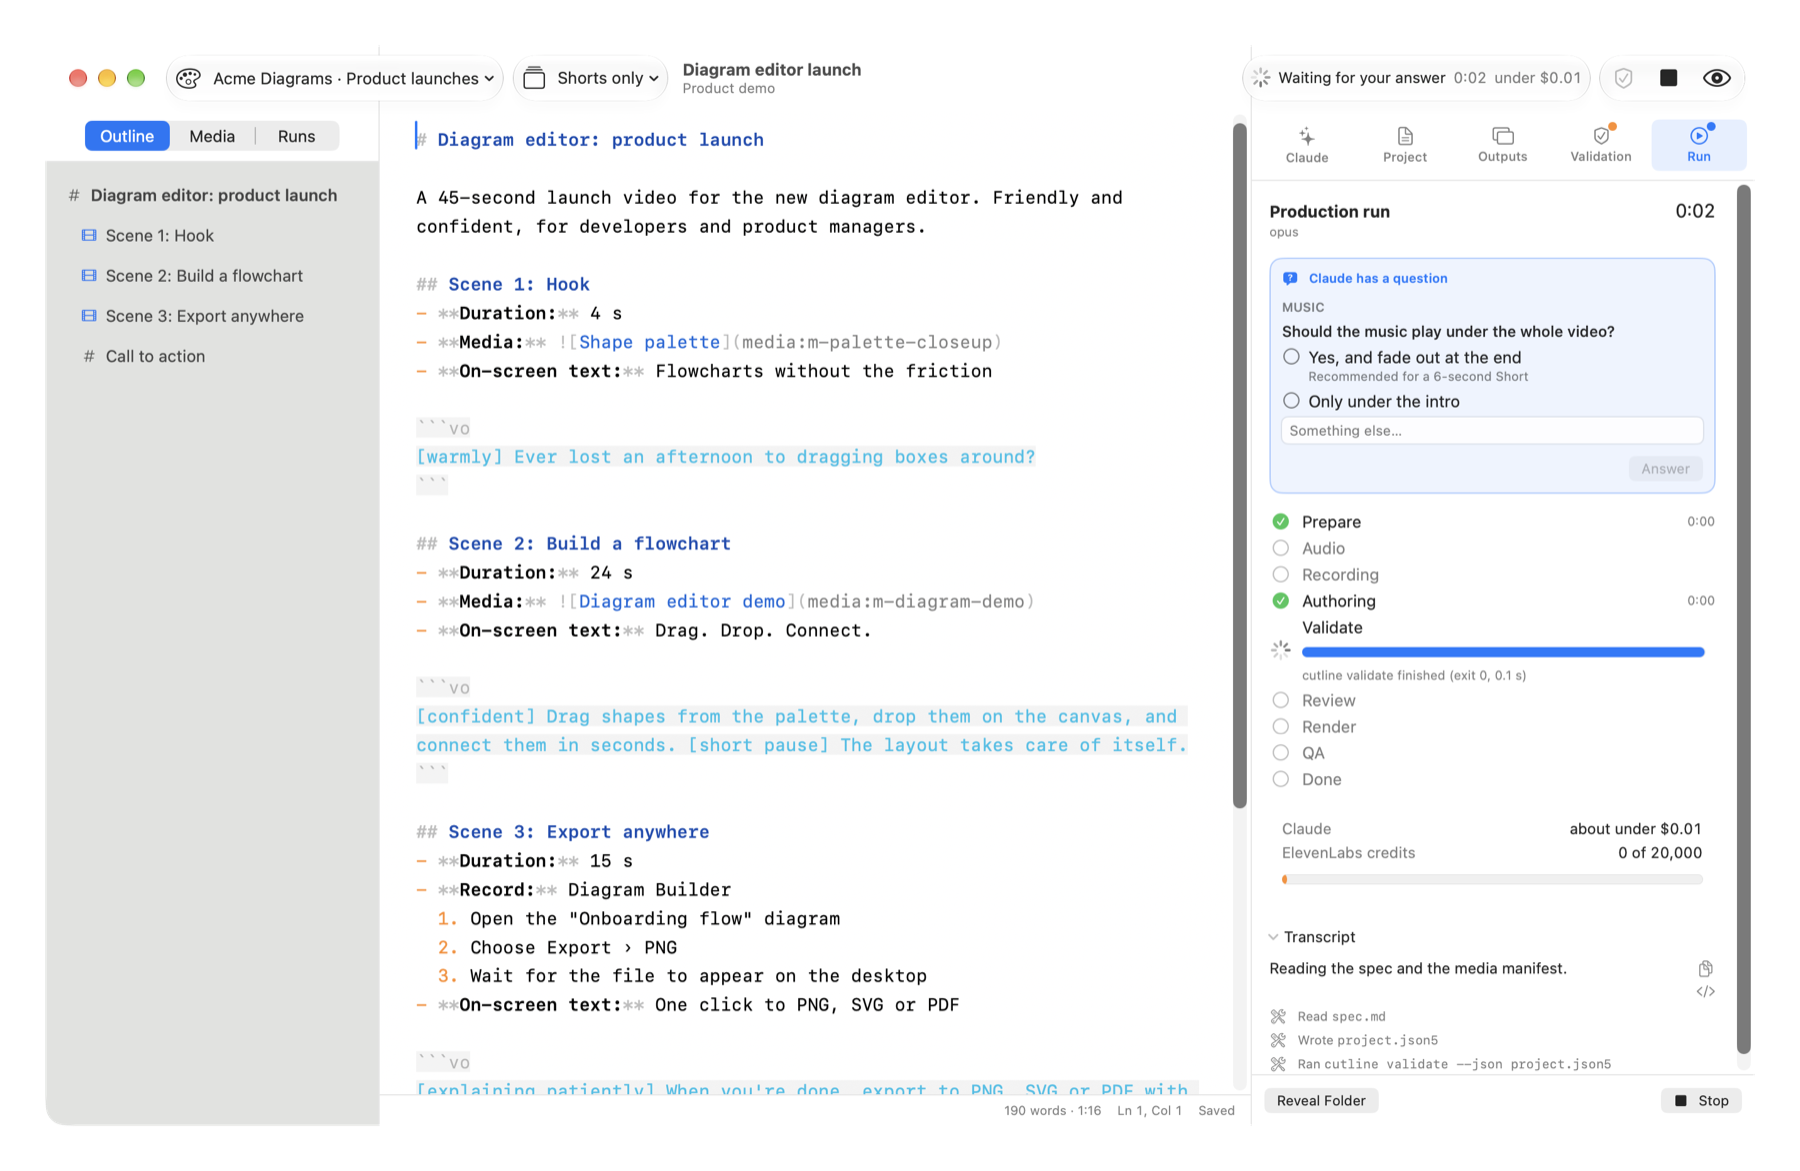 Acme Diagrams · Product launches
Shorts only
Diagram editor launch
Product demo
Waiting for your answer 0:02 under $0.01
Outline
Media
Runs
# Diagram editor: product launch
Scene 1: Hook
Scene 2: Build a flowchart
Scene 3: Export anywhere
# Call to action
# Diagram editor: product launch
A 45-second launch video for the new diagram editor. Friendly and
confident, for developers and product managers.
## Scene 1: Hook
- **Duration:** 4 s
- **Media:** ![Shape palette](media:m-palette-closeup)
- **On-screen text:** Flowcharts without the friction
```vo
[warmly] Ever lost an afternoon to dragging boxes around?
```
## Scene 2: Build a flowchart
- **Duration:** 24 s
- **Media:** ![Diagram editor demo](media:m-diagram-demo)
- **On-screen text:** Drag. Drop. Connect.
```vo
[confident] Drag shapes from the palette, drop them on the canvas, and
connect them in seconds. [short pause] The layout takes care of itself.
```
## Scene 3: Export anywhere
- **Duration:** 15 s
- **Record:** Diagram Builder
1. Open the "Onboarding flow" diagram
2. Choose Export › PNG
3. Wait for the file to appear on the desktop
- **On-screen text:** One click to PNG, SVG or PDF
```vo
[explaining patiently] When you're done, export to PNG, SVG or PDF with
190 words · 1:16 Ln 1, Col 1 Saved
Claude
Project
Outputs
Validation
Run
Production run 0:02
opus
Claude has a question
MUSIC
Should the music play under the whole video?
Yes, and fade out at the end
Recommended for a 6-second Short
Only under the intro
Something else...
Answer
Prepare 0:00
Audio
Recording
Authoring 0:00
Validate
cutline validate finished (exit 0, 0.1 s)
Review
Render
QA
Done
Claude about under $0.01
ElevenLabs credits 0 of 20,000
Transcript
Reading the spec and the media manifest.
</>
Read spec.md
Wrote project.json5
Ran cutline validate --json project.json5
Reveal Folder
Stop